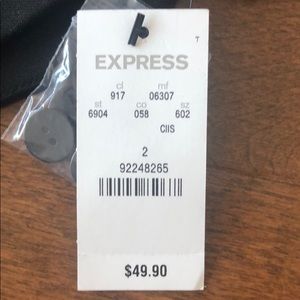 T
EXPRESS
cl mf
917 06307
st co sz
6904 058 602
CIIS
2
92248265
$49.90